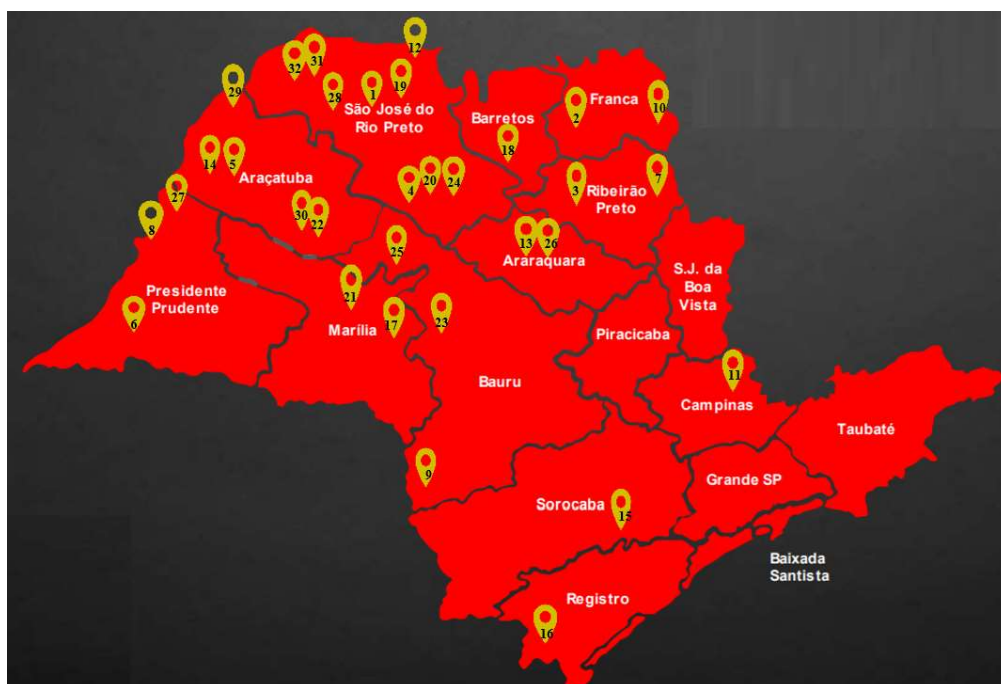 12
32
31
29
28
1
19
São José do
Rio Preto
Barretos
18
2
Franca
10
14
5
Araçatuba
4
20
24
3
Ribeirão
Preto
7
27
8
30
22
25
13
26
Araraquara
S.J. da
Boa
Vista
Presidente
Prudente
6
21
Marília
17
23
Piracicaba
Bauru
11
Campinas
Taubaté
9
Grande SP
Sorocaba
15
Baixada
Santista
Registro
16